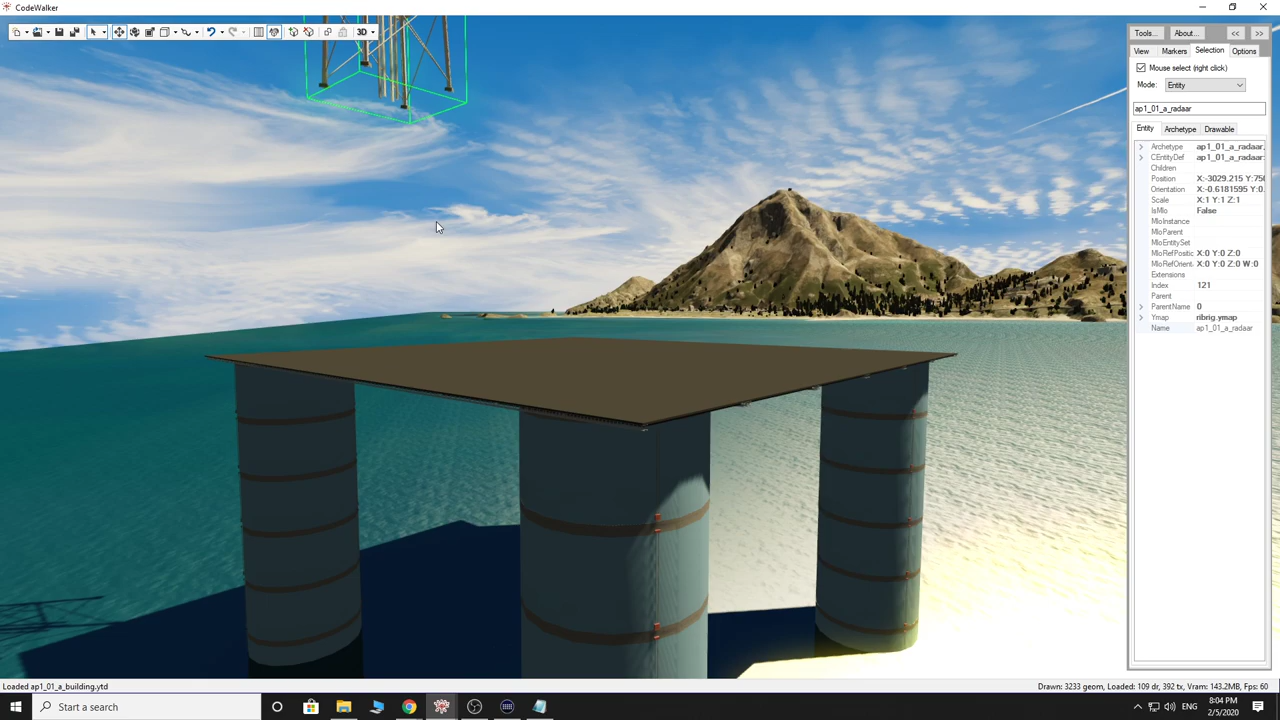 CodeWalker
3D
Tools... About... << >>
View Markers Selection Options
Mouse select (right click)
Mode: Entity
ap1_01_a_radaar
Entity Archetype Drawable
Archetype ap1_01_a_radaar,
CEntityDef ap1_01_a_radaar:
Children
Position X:-3029.215 Y:750
Orientation X:-0.6181595 Y:0.
Scale X:1 Y:1 Z:1
IsMlo False
MloInstance
MloParent
MloEntitySet
MloRefPositic X:0 Y:0 Z:0
MloRefOrient X:0 Y:0 Z:0 W:0
Extensions
Index 121
Parent
ParentName 0
Ymap ribrig.ymap
Name ap1_01_a_radaar
Loaded ap1_01_a_building.ytd
Drawn: 3233 geom, Loaded: 109 dr, 392 tx, Vram: 143.2MB, Fps: 60
Start a search
ENG
8:04 PM
2/5/2020